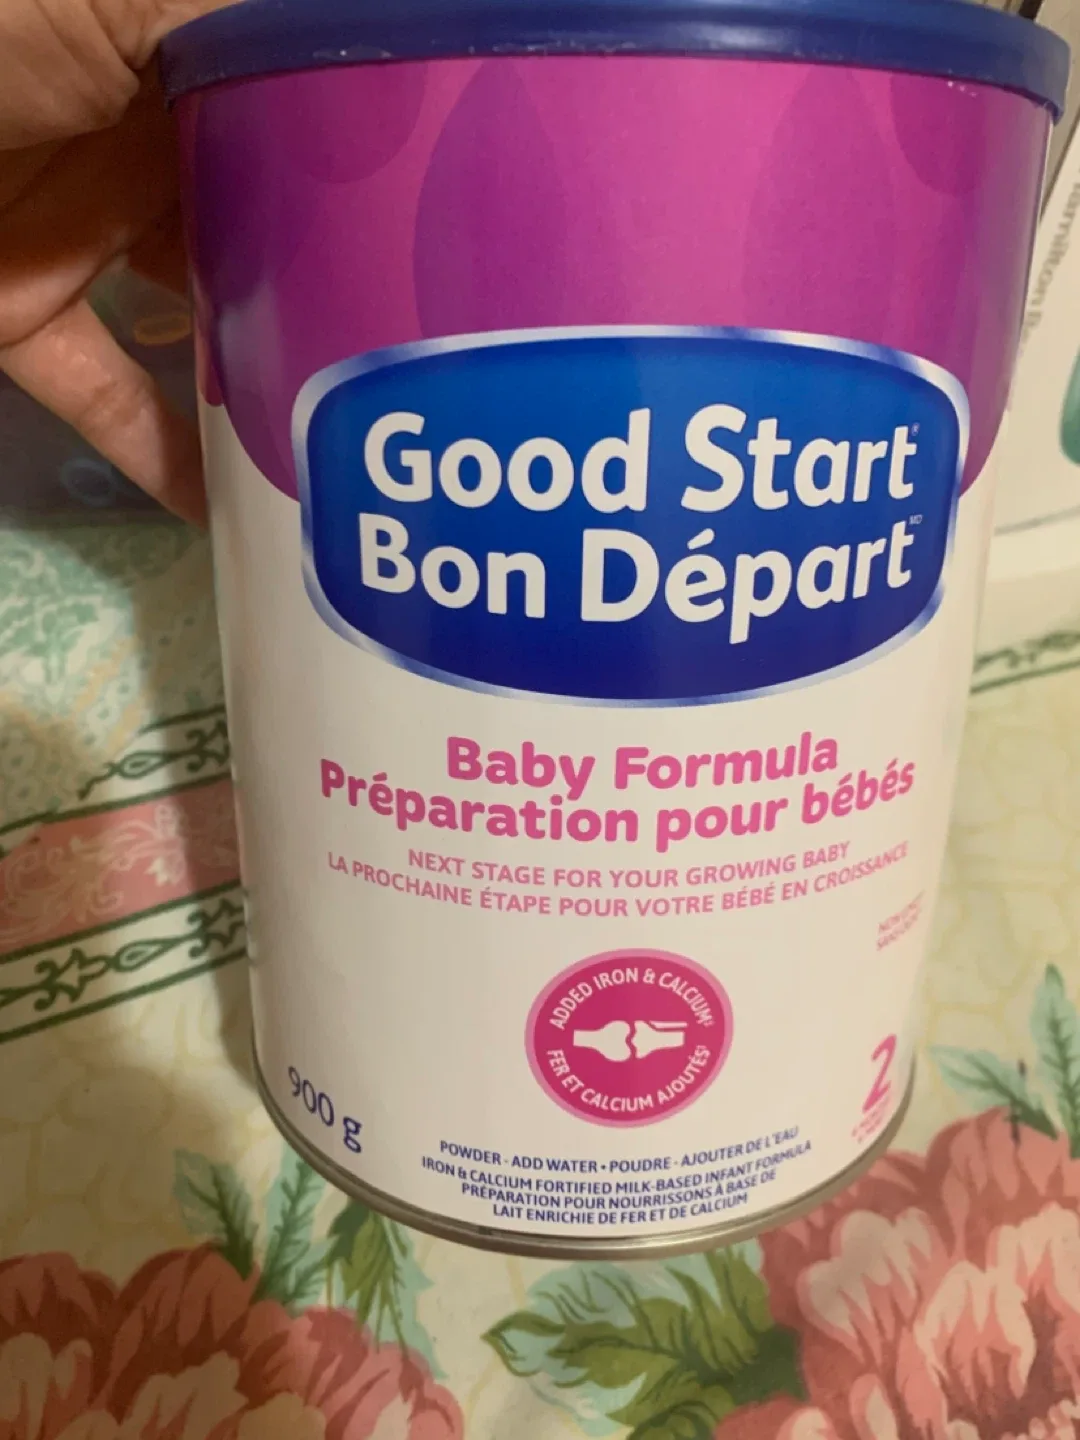 Good Start®
Bon Départ MD
Baby Formula
Préparation pour bébés
NEXT STAGE FOR YOUR GROWING BABY
LA PROCHAINE ÉTAPE POUR VOTRE BÉBÉ EN CROISSANCE
ADDED IRON & CALCIUM
FER ET CALCIUM AJOUTÉS
900 g
2
POWDER - ADD WATER • POUDRE - AJOUTER DE L'EAU
IRON & CALCIUM FORTIFIED MILK-BASED INFANT FORMULA
PRÉPARATION POUR NOURRISSONS À BASE DE
LAIT ENRICHIE DE FER ET DE CALCIUM